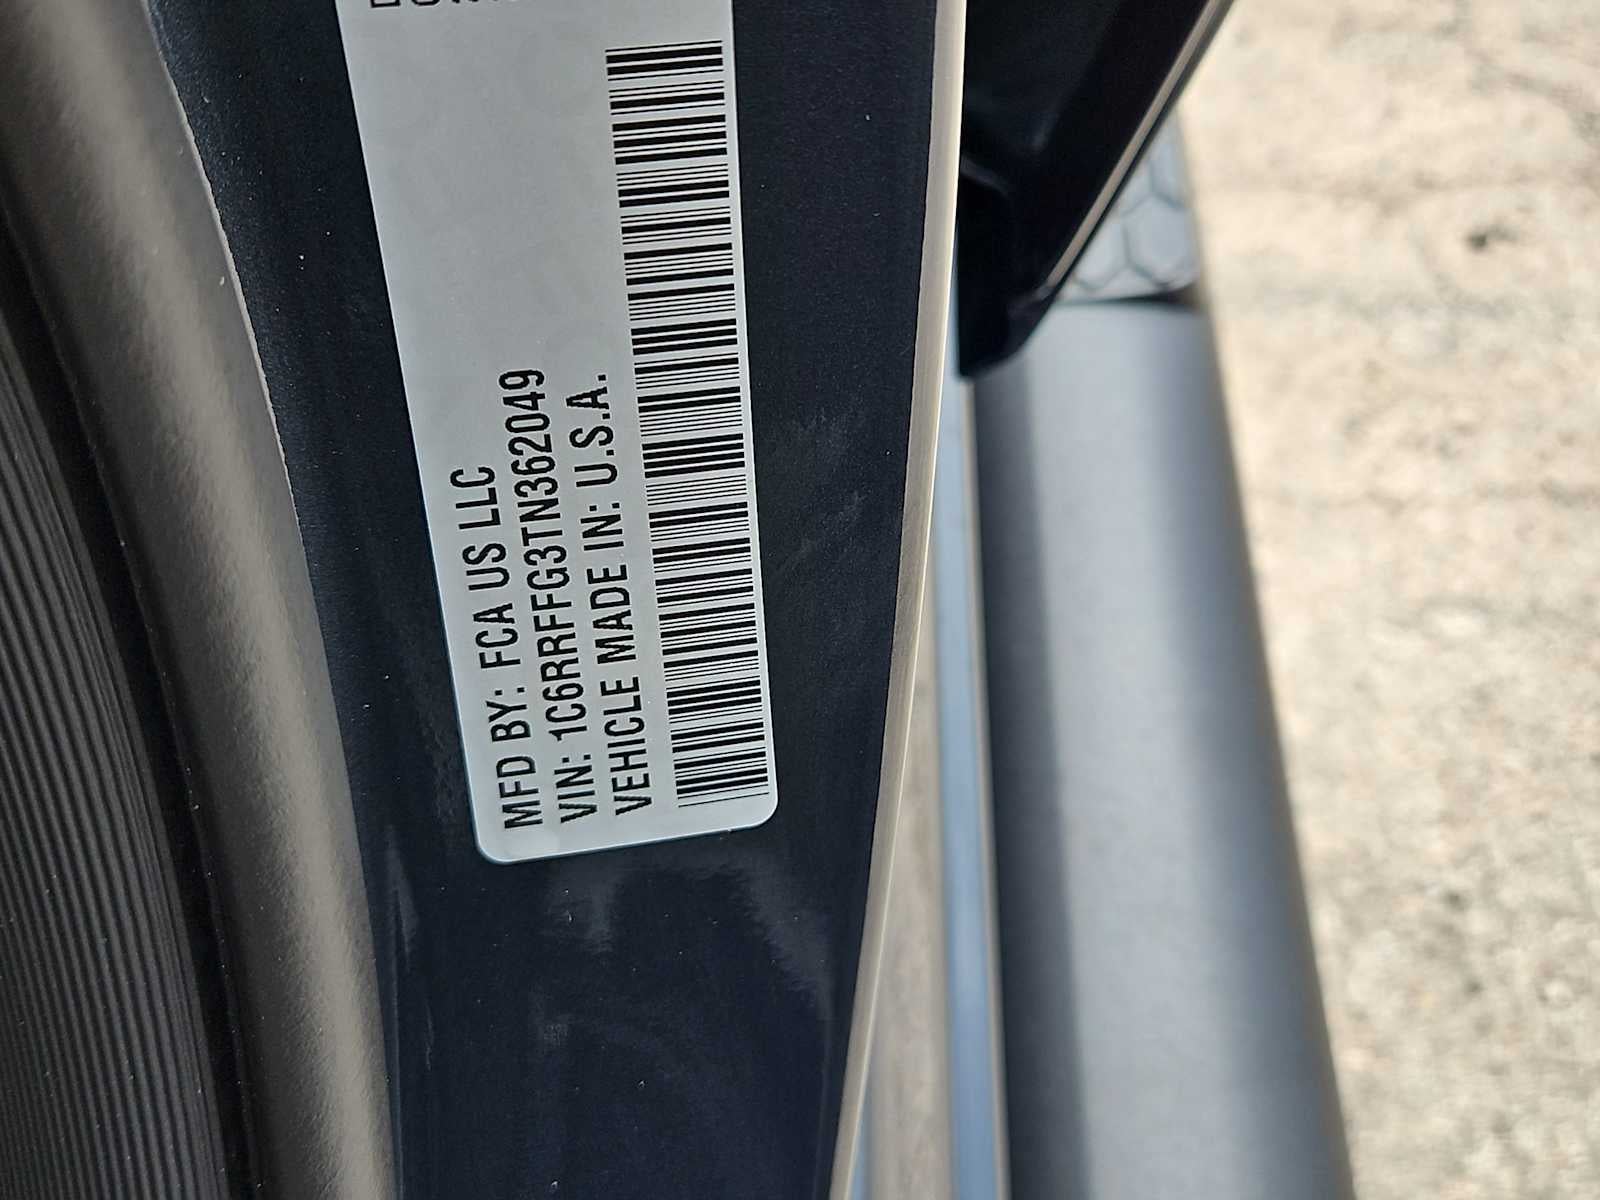 MFD BY: FCA US LLC
VIN: 1C6RRFFG3TN362049
VEHICLE MADE IN: U.S.A.